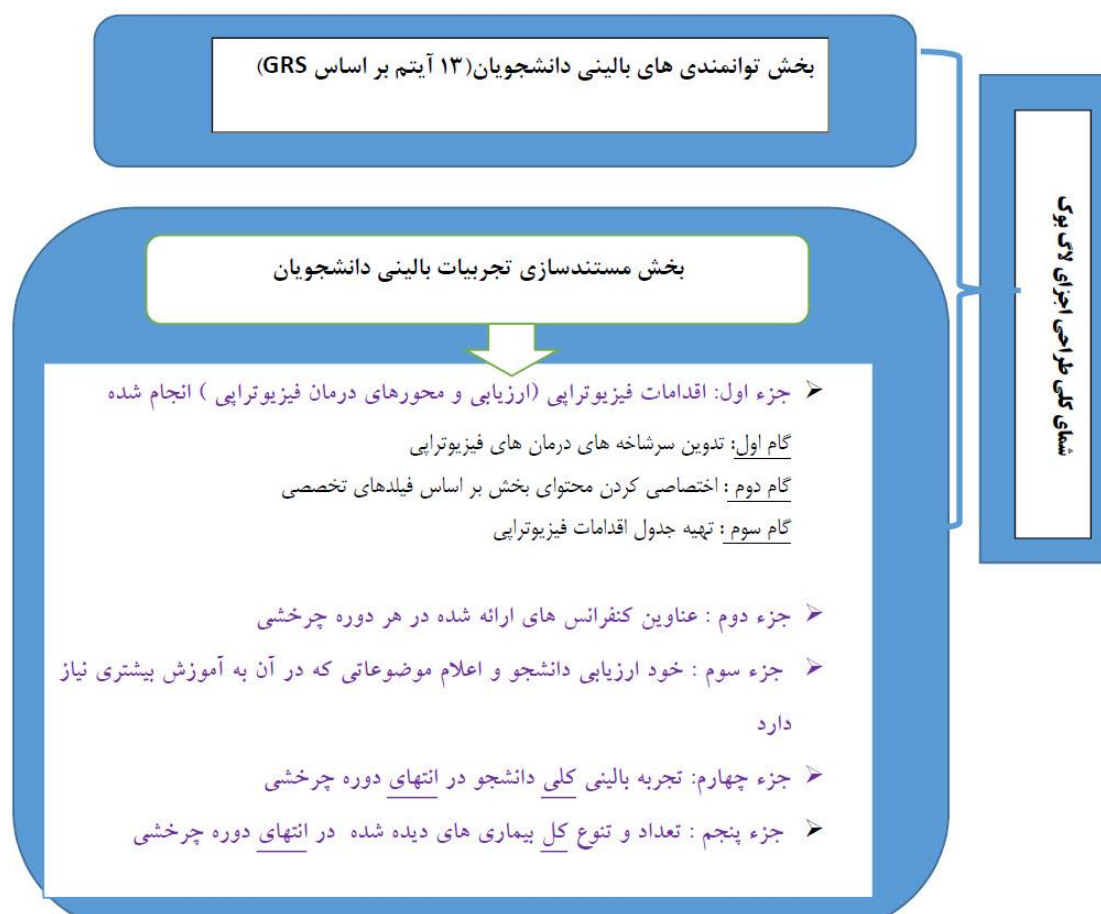 بخش توانمندی های بالینی دانشجویان(۱۳ آیتم بر اساس GRS)
شمای کلی طراحی اجزای لاگ بوک
بخش مستندسازی تجربیات بالینی دانشجویان
جزء اول: اقدامات فیزیوتراپی (ارزیابی و محورهای درمان فیزیوتراپی ) انجام شده
گام اول: تدوین سرشاخه های درمان های فیزیوتراپی
گام دوم : اختصاصی کردن محتوای بخش بر اساس فیلدهای تخصصی
گام سوم : تهیه جدول اقدامات فیزیوتراپی
جزء دوم : عناوین کنفرانس های ارائه شده در هر دوره چرخشی
جزء سوم : خود ارزیابی دانشجو و اعلام موضوعاتی که در آن به آموزش بیشتری نیاز
دارد
جزء چهارم: تجربه بالینی کلی دانشجو در انتهای دوره چرخشی
جزء پنجم : تعداد و تنوع کل بیماری های دیده شده در انتهای دوره چرخشی